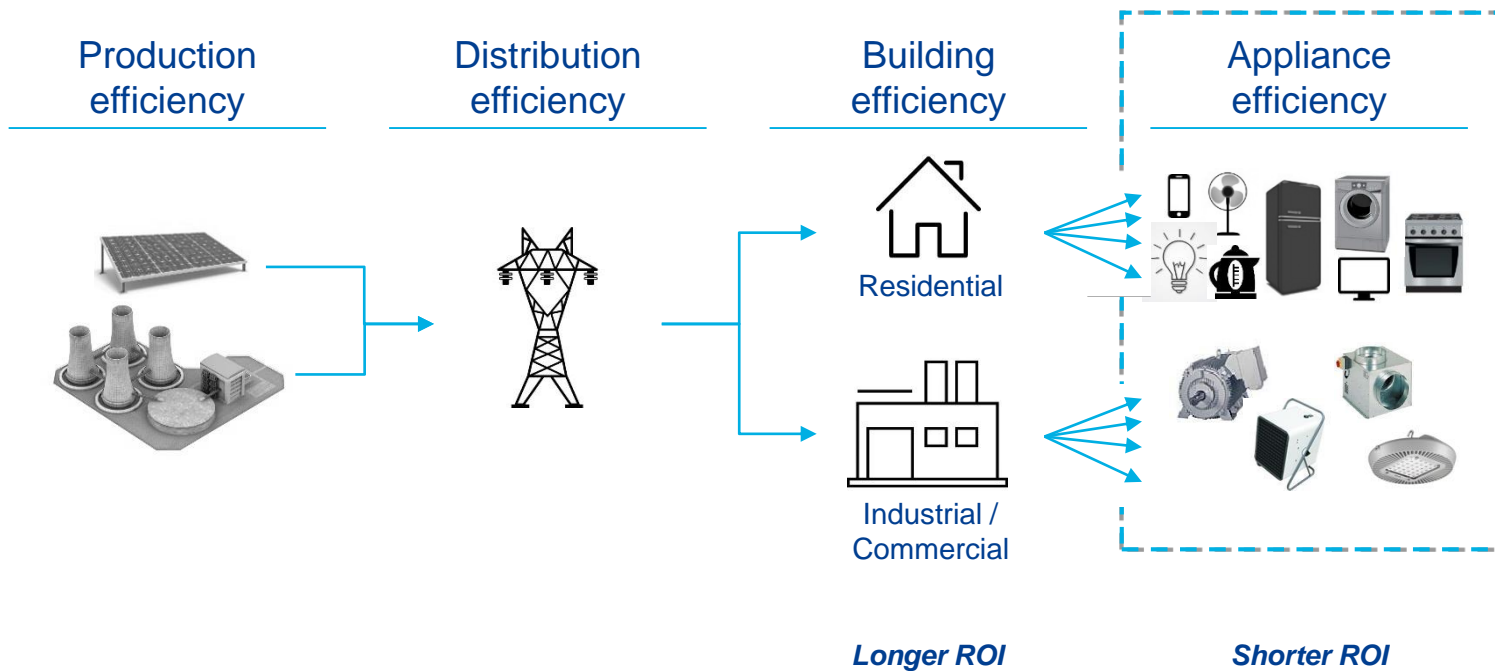 Production
efficiency
Distribution
efficiency
Building
efficiency
Appliance
efficiency
Residential
Industrial /
Commercial
Longer ROI
Shorter ROI